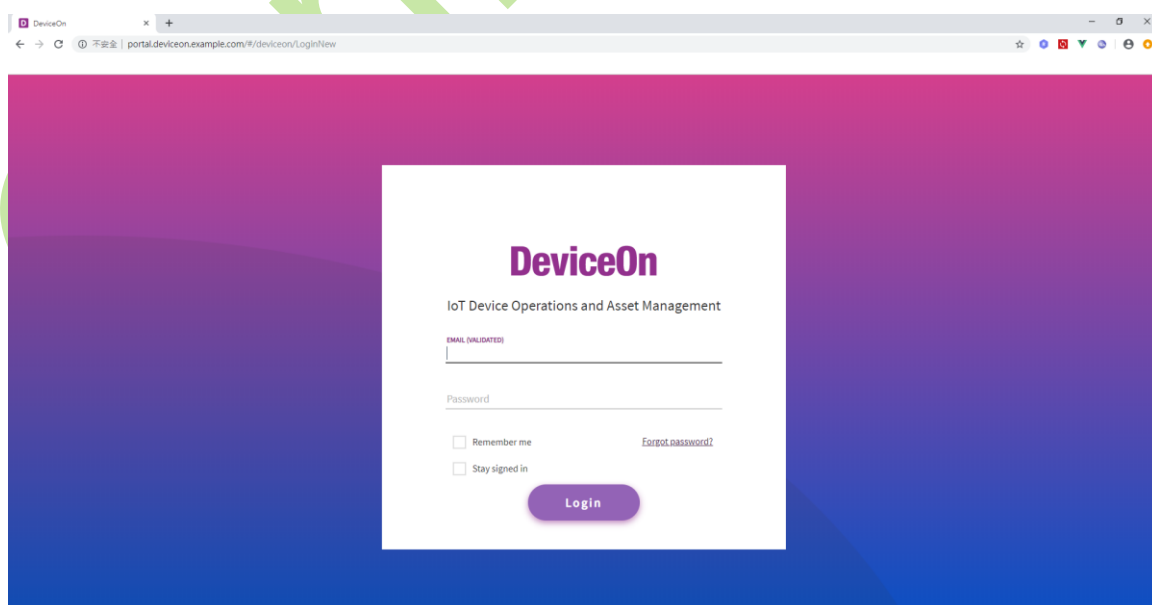 DeviceOn
不安全 | portal.deviceon.example.com/#/deviceon/LoginNew
DeviceOn
IoT Device Operations and Asset Management
EMAIL (VALIDATED)
Password
Remember me
Forgot password?
Stay signed in
Login